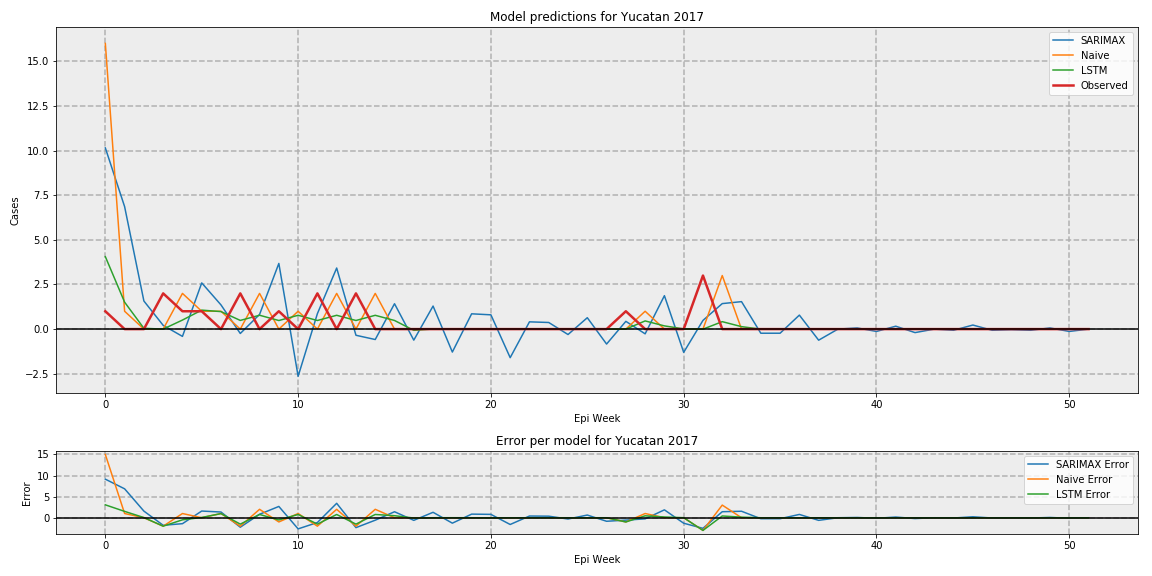 Model predictions for Yucatan 2017
15.0
12.5
10.0
7.5
5.0
2.5
0.0
−2.5
Cases
SARIMAX
Naive
LSTM
Observed
0 10 20 30 40 50
Epi Week
Error per model for Yucatan 2017
15
10
5
0
Error
SARIMAX Error
Naive Error
LSTM Error
0 10 20 30 40 50
Epi Week